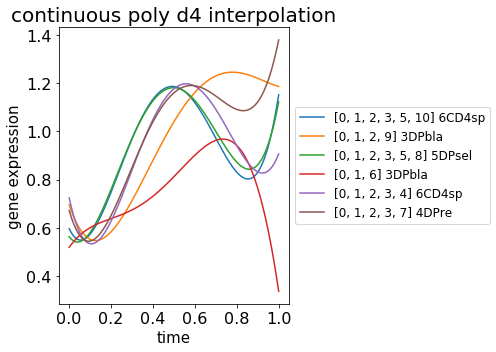 continuous poly d4 interpolation
gene expression
1.4
1.2
1.0
0.8
0.6
0.4
0.0 0.2 0.4 0.6 0.8 1.0
time
[0, 1, 2, 3, 5, 10] 6CD4sp
[0, 1, 2, 9] 3DPbla
[0, 1, 2, 3, 5, 8] 5DPsel
[0, 1, 6] 3DPbla
[0, 1, 2, 3, 4] 6CD4sp
[0, 1, 2, 3, 7] 4DPre